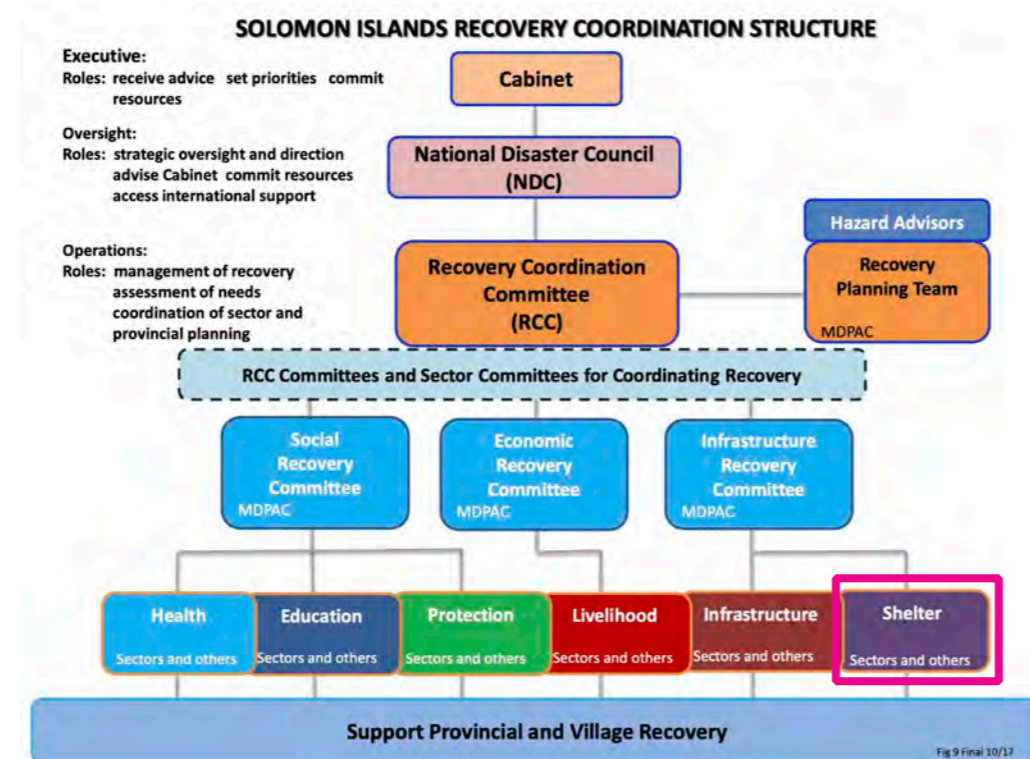 SOLOMON ISLANDS RECOVERY COORDINATION STRUCTURE
Executive:
Roles: receive advice set priorities commit
resources
Cabinet
Oversight:
Roles: strategic oversight and direction
advise Cabinet commit resources
access international support
National Disaster Council
(NDC)
Operations:
Roles: management of recovery
assessment of needs
coordination of sector and
provincial planning
Recovery Coordination
Committee
(RCC)
Hazard Advisors
Recovery
Planning Team
MDPAC
RCC Committees and Sector Committees for Coordinating Recovery
Social
Recovery
Committee
MDPAC
Economic
Recovery
Committee
MDPAC
Infrastructure
Recovery
Committee
MDPAC
Health
Sectors and others
Education
Sectors and others
Protection
Sectors and others
Livelihood
Sectors and others
Infrastructure
Sectors and others
Shelter
Sectors and others
Support Provincial and Village Recovery
Fig 9 Final 10/17